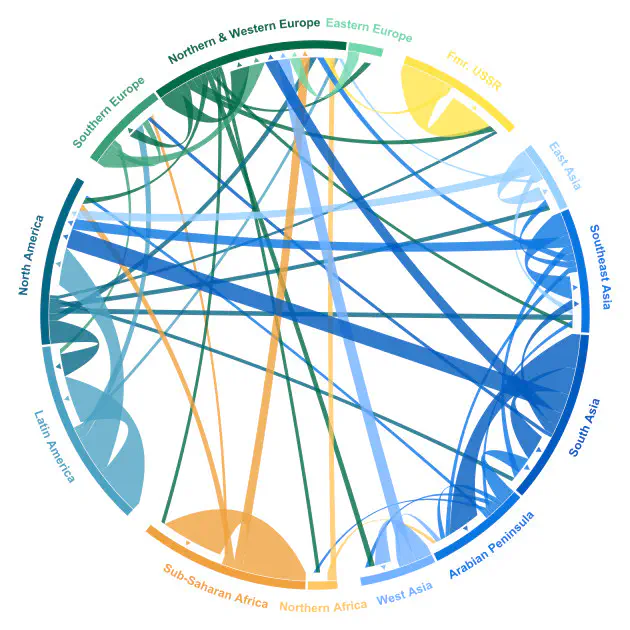 Northern & Western Europe
Eastern Europe
Fmr. USSR
East Asia
Southeast Asia
South Asia
Arabian Peninsula
West Asia
Northern Africa
Sub-Saharan Africa
Latin America
North America
Southern Europe